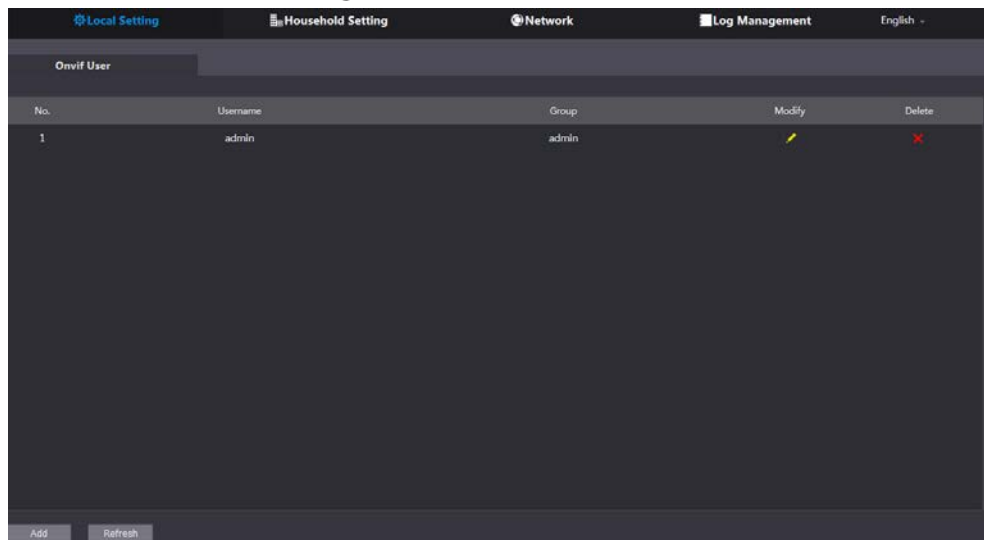 Local Setting Household Setting Network Log Management English
Onvif User
No. Username Group Modify Delete
1 admin admin
Add Refresh